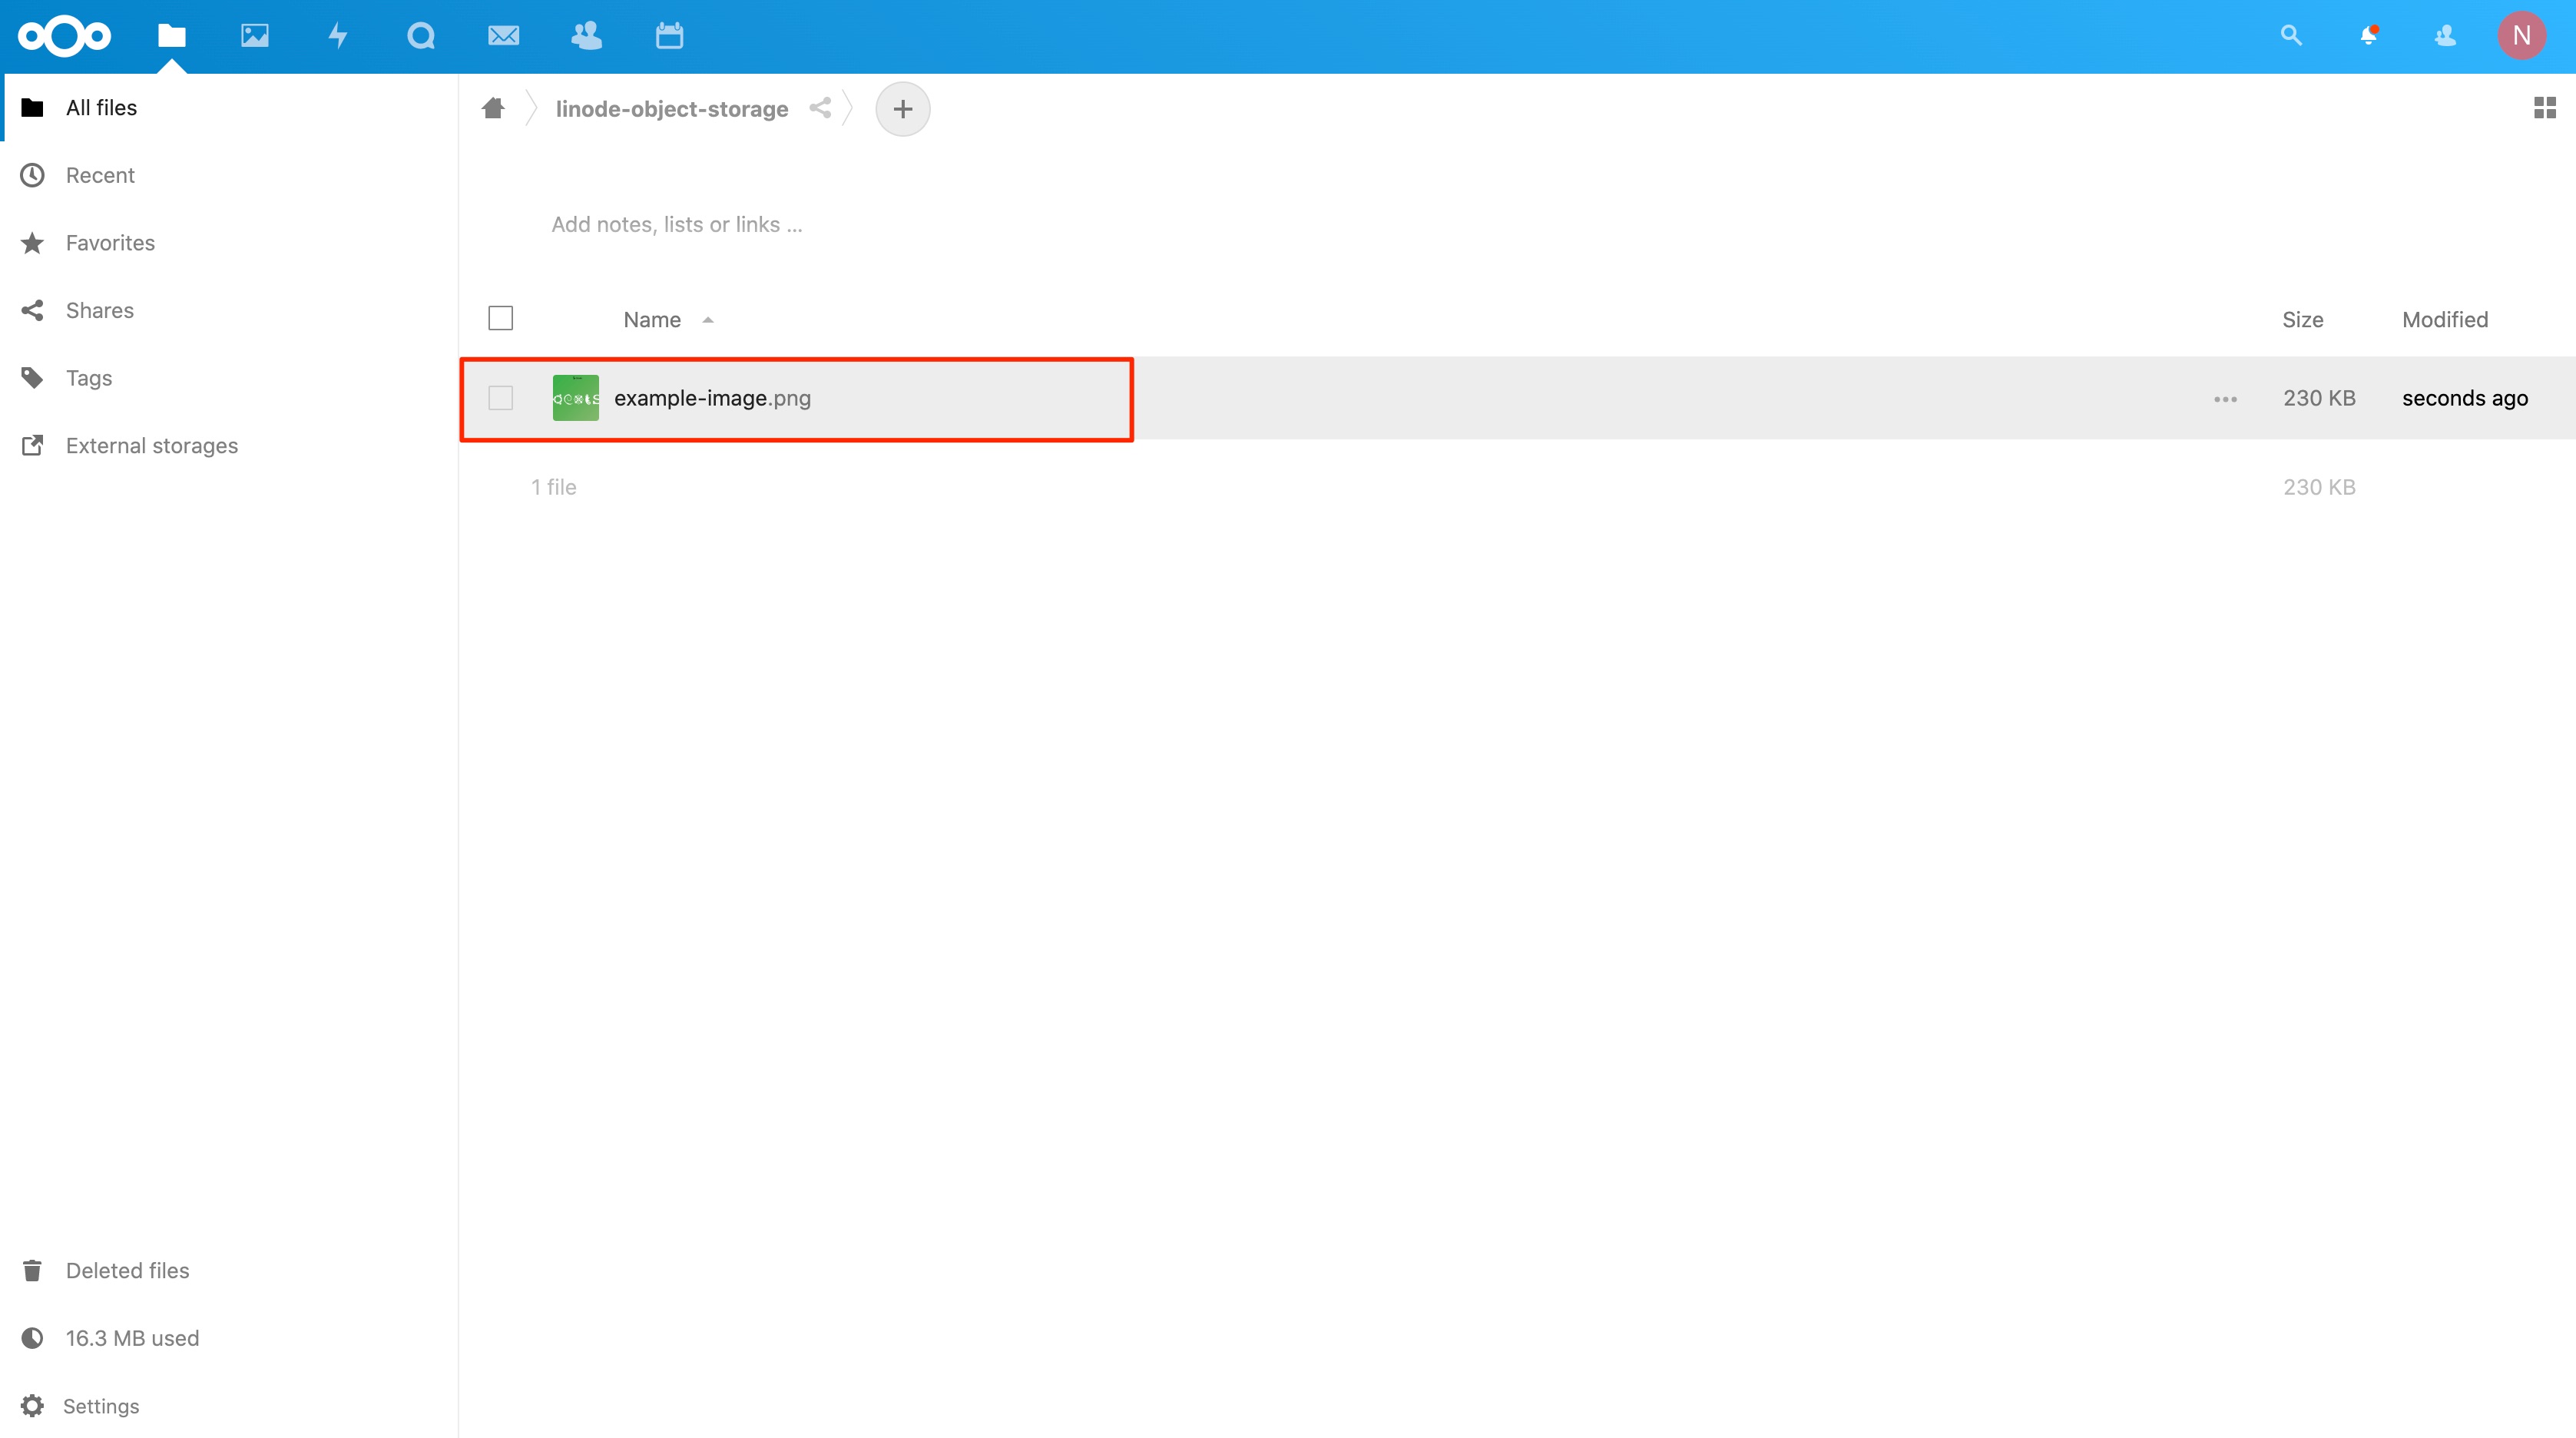 N
All files
Recent
Favorites
Shares
Tags
External storages
linode-object-storage
+
Add notes, lists or links ...
Name Size Modified
example-image.png ... 230 KB seconds ago
1 file 230 KB
Deleted files
16.3 MB used
Settings